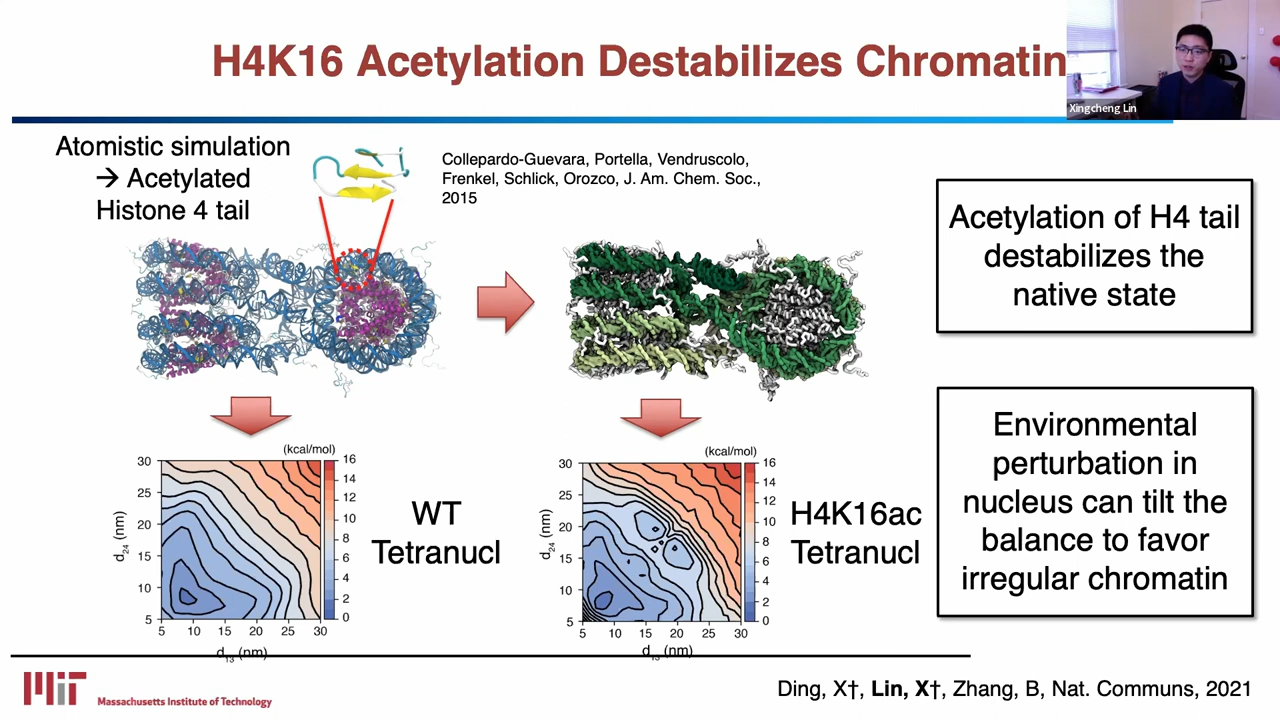 H4K16 Acetylation Destabilizes Chromatin
Xingcheng Lin
Atomistic simulation
→ Acetylated
Histone 4 tail
Collepardo-Guevara, Portella, Vendruscolo,
Frenkel, Schlick, Orozco, J. Am. Chem. Soc.,
2015
Acetylation of H4 tail
destabilizes the
native state
Environmental
perturbation in
nucleus can tilt the
balance to favor
irregular chromatin
(kcal/mol)
30
25
20
15
10
5
d24 (nm)
5 10 15 20 25 30
d13 (nm)
16
14
12
10
8
6
4
2
0
WT
Tetranucl
(kcal/mol)
30
25
20
15
10
5
d24 (nm)
5 10 15 20 25 30
d13 (nm)
16
14
12
10
8
6
4
2
0
H4K16ac
Tetranucl
MIT
Massachusetts Institute of Technology
Ding, X†, Lin, X†, Zhang, B, Nat. Communs, 2021